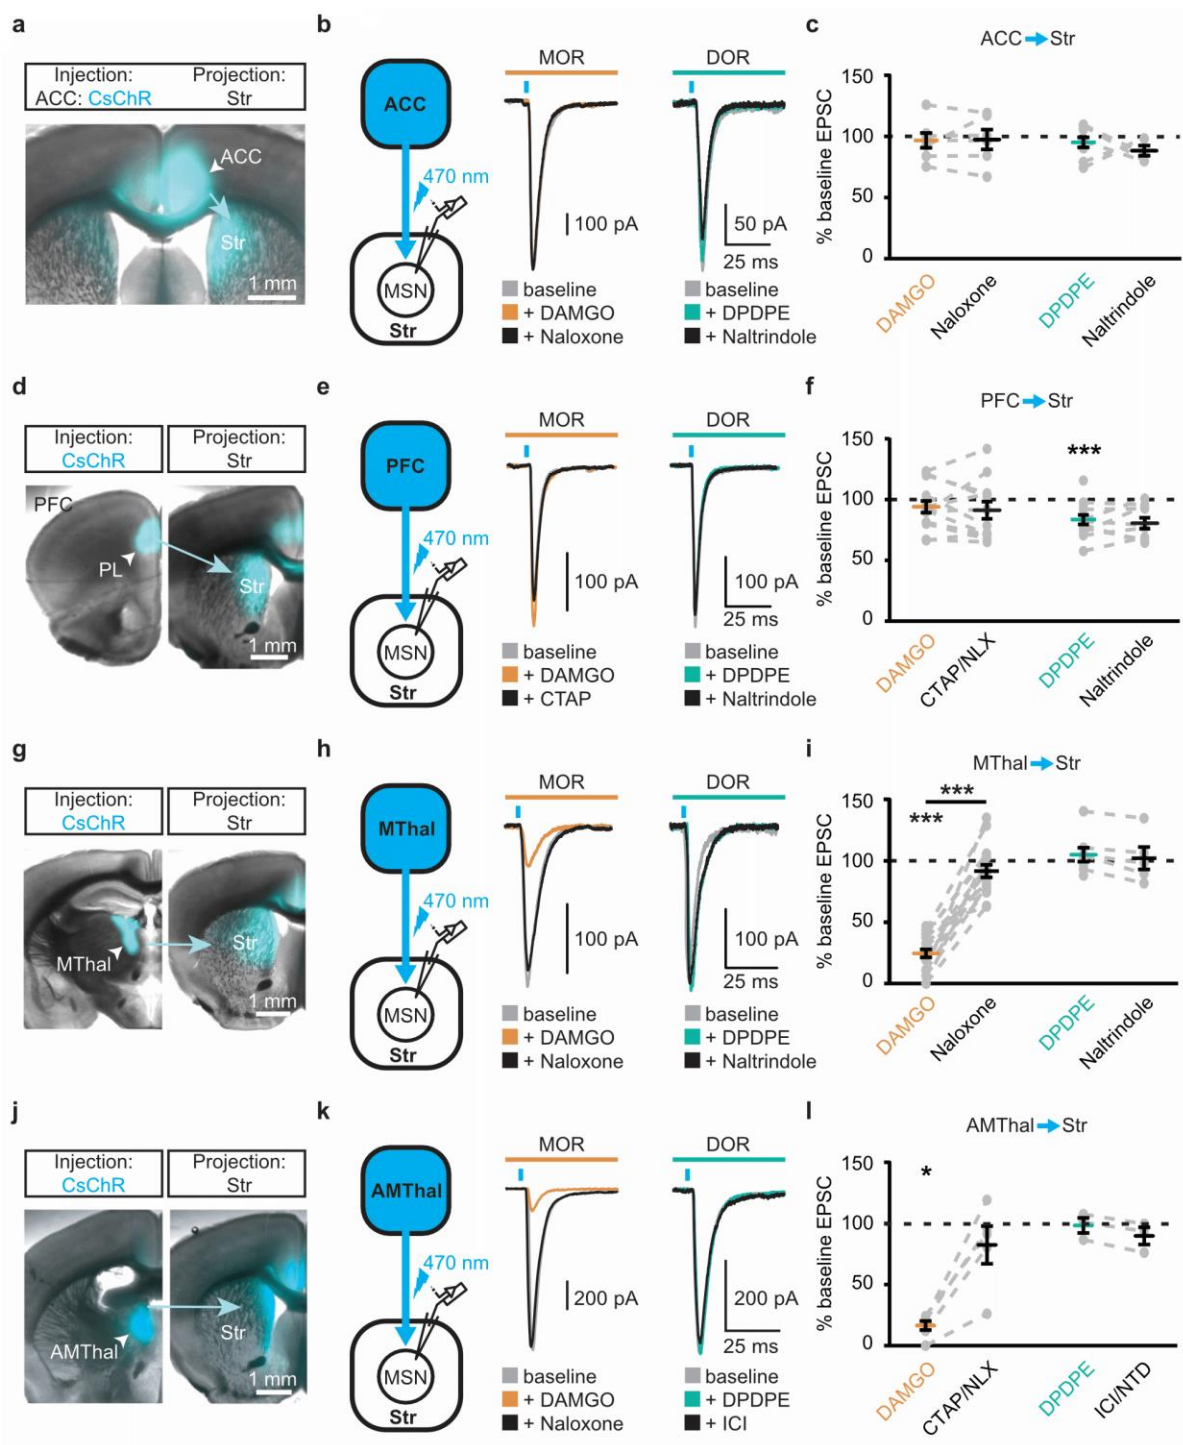 a
Injection: Projection:
ACC: CsChR Str
ACC
Str
1 mm
b
ACC
470 nm
MSN
Str
MOR
100 pA
baseline
+ DAMGO
+ Naloxone
DOR
50 pA
25 ms
baseline
+ DPDPE
+ Naltrindole
c
ACC Str
% baseline EPSC
150
100
50
0
DAMGO
Naloxone
DPDPE
Naltrindole
d
Injection:
CsChR
Projection:
Str
PFC
PL
Str
1 mm
e
PFC
470 nm
MSN
Str
MOR
100 pA
baseline
+ DAMGO
+ CTAP
DOR
100 pA
25 ms
baseline
+ DPDPE
+ Naltrindole
f
PFC Str
% baseline EPSC
150
100
50
0
***
DAMGO
CTAP/NLX
DPDPE
Naltrindole
g
Injection:
CsChR
Projection:
Str
MThal
Str
1 mm
h
MThal
470 nm
MSN
Str
MOR
100 pA
baseline
+ DAMGO
+ Naloxone
DOR
100 pA
25 ms
baseline
+ DPDPE
+ Naltrindole
i
MThal Str
% baseline EPSC
150
100
50
0
***
***
DAMGO
Naloxone
DPDPE
Naltrindole
j
Injection:
CsChR
Projection:
Str
AMThal
Str
1 mm
k
AMThal
470 nm
MSN
Str
MOR
200 pA
baseline
+ DAMGO
+ Naloxone
DOR
200 pA
25 ms
baseline
+ DPDPE
+ ICI
l
AMThal Str
% baseline EPSC
150
100
50
0
*
DAMGO
CTAP/NLX
DPDPE
ICI/NTD